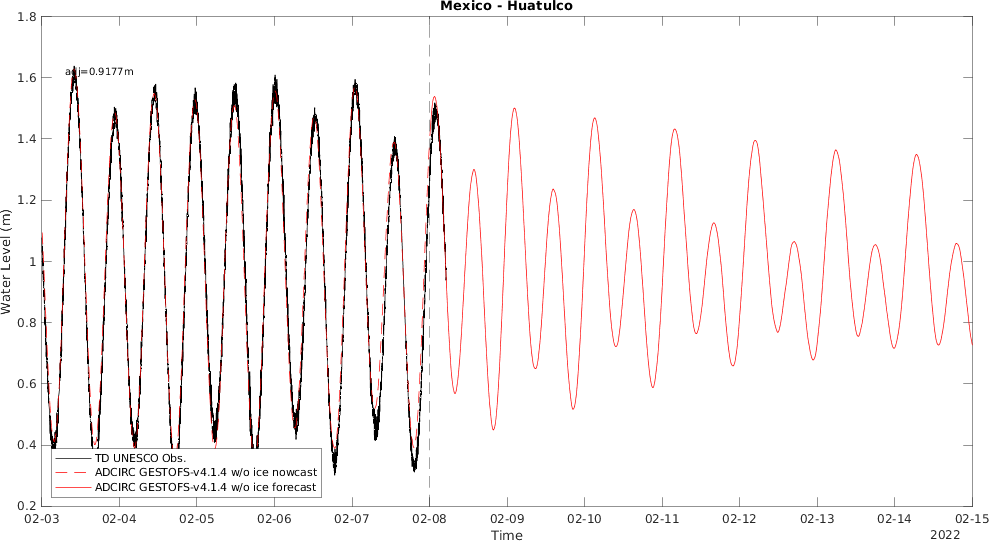 Mexico - Huatulco
1.8
1.6
1.4
1.2
1
0.8
0.6
0.4
0.2
Water Level (m)
adj=0.9177m
TD UNESCO Obs.
ADCIRC GESTOFS-v4.1.4 w/o ice nowcast
ADCIRC GESTOFS-v4.1.4 w/o ice forecast
02-03 02-04 02-05 02-06 02-07 02-08 02-09 02-10 02-11 02-12 02-13 02-14 02-15
Time
2022